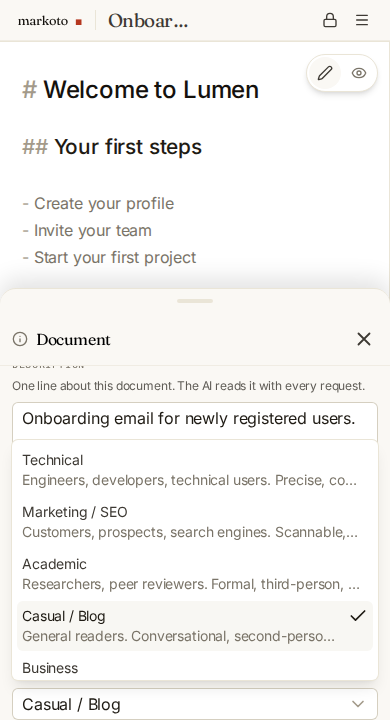 markoto
Onboar...
# Welcome to Lumen
## Your first steps
- Create your profile
- Invite your team
- Start your first project
Document
One line about this document. The AI reads it with every request.
Onboarding email for newly registered users.
Technical
Engineers, developers, technical users. Precise, co...
Marketing / SEO
Customers, prospects, search engines. Scannable,...
Academic
Researchers, peer reviewers. Formal, third-person, ...
Casual / Blog
General readers. Conversational, second-perso...
Business
Casual / Blog